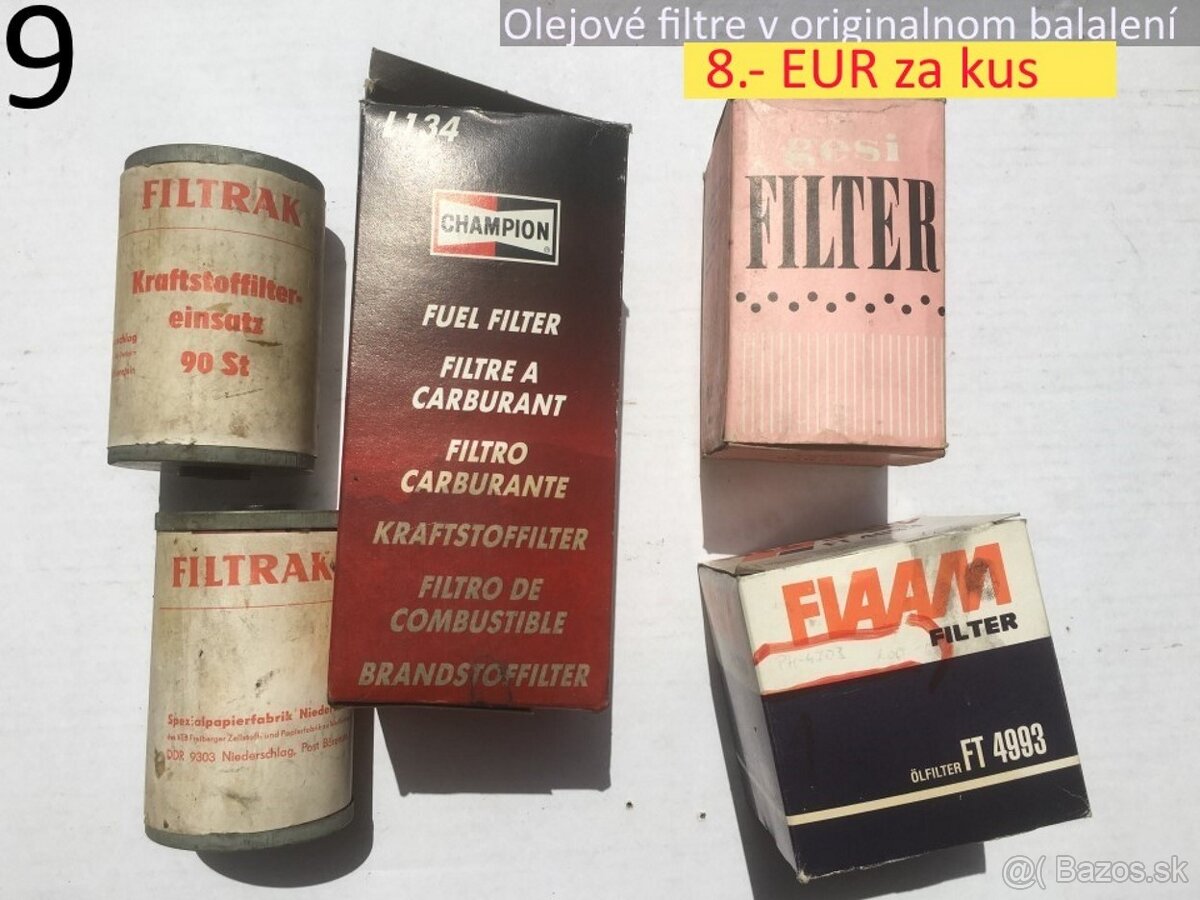 9
Olejové filtre v originalnom balalení
8.- EUR za kus
FILTRAK
Kraftstoffilter-
einsatz
90 St
FILTRAK
Spezialpapierfabrik Nieder
DDR 9303 Niederschlag, Post
L134
CHAMPION
FUEL FILTER
FILTRE A
CARBURANT
FILTRO
CARBURANTE
KRAFTSTOFFILTER
FILTRO DE
COMBUSTIBLE
BRANDSTOFFILTER
gesi
FILTER
FIAAM
FILTER
ÖLFILTER FT 4993
@( Bazos.sk